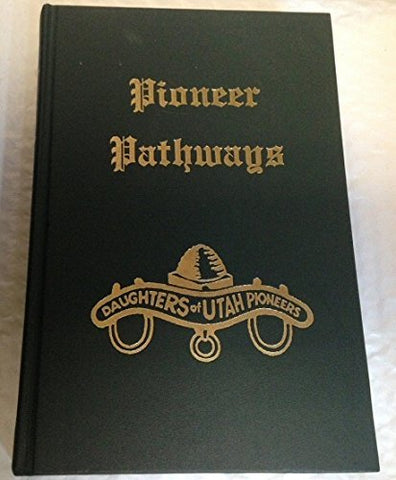 Pioneer
Pathways
DAUGHTERS of UTAH PIONEERS